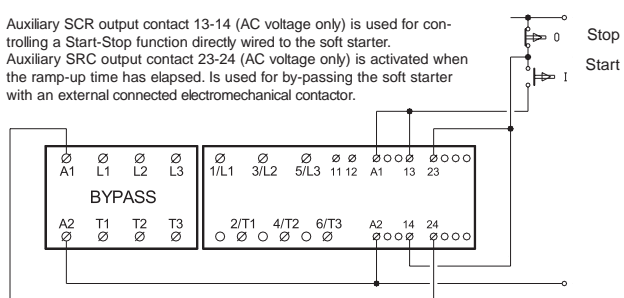 Auxiliary SCR output contact 13-14 (AC voltage only) is used for con-
trolling a Start-Stop function directly wired to the soft starter.
Auxiliary SRC output contact 23-24 (AC voltage only) is activated when
the ramp-up time has elapsed. Is used for by-passing the soft starter
with an external connected electromechanical contactor.
0 Stop
I Start
A1 L1 L2 L3
BYPASS
A2 T1 T2 T3
1/L1 3/L2 5/L3 11 12 A1 13 23
2/T1 4/T2 6/T3 A2 14 24